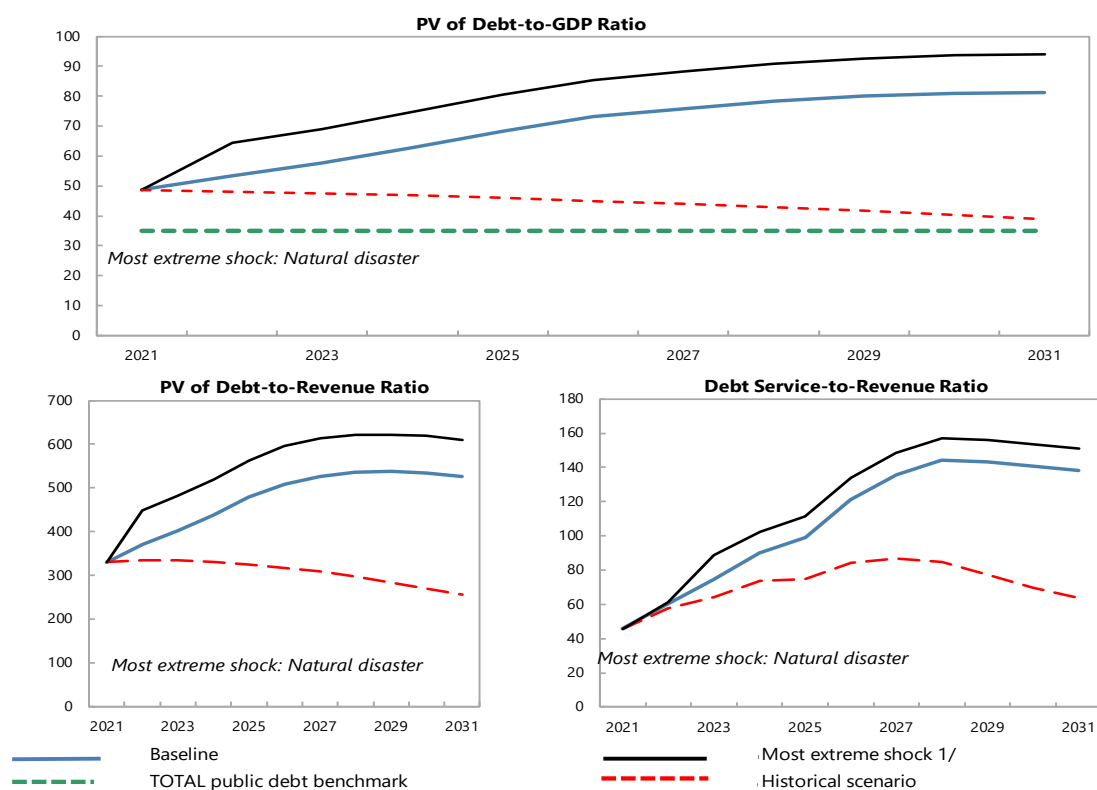 PV of Debt-to-GDP Ratio
100
90
80
70
60
50
40
30
20
10
0
Most extreme shock: Natural disaster
2021 2023 2025 2027 2029 2031
PV of Debt-to-Revenue Ratio
700
600
500
400
300
200
100
0
Most extreme shock: Natural disaster
2021 2023 2025 2027 2029 2031
Debt Service-to-Revenue Ratio
180
160
140
120
100
80
60
40
20
0
Most extreme shock: Natural disaster
2021 2023 2025 2027 2029 2031
Baseline
Most extreme shock 1/
TOTAL public debt benchmark
Historical scenario